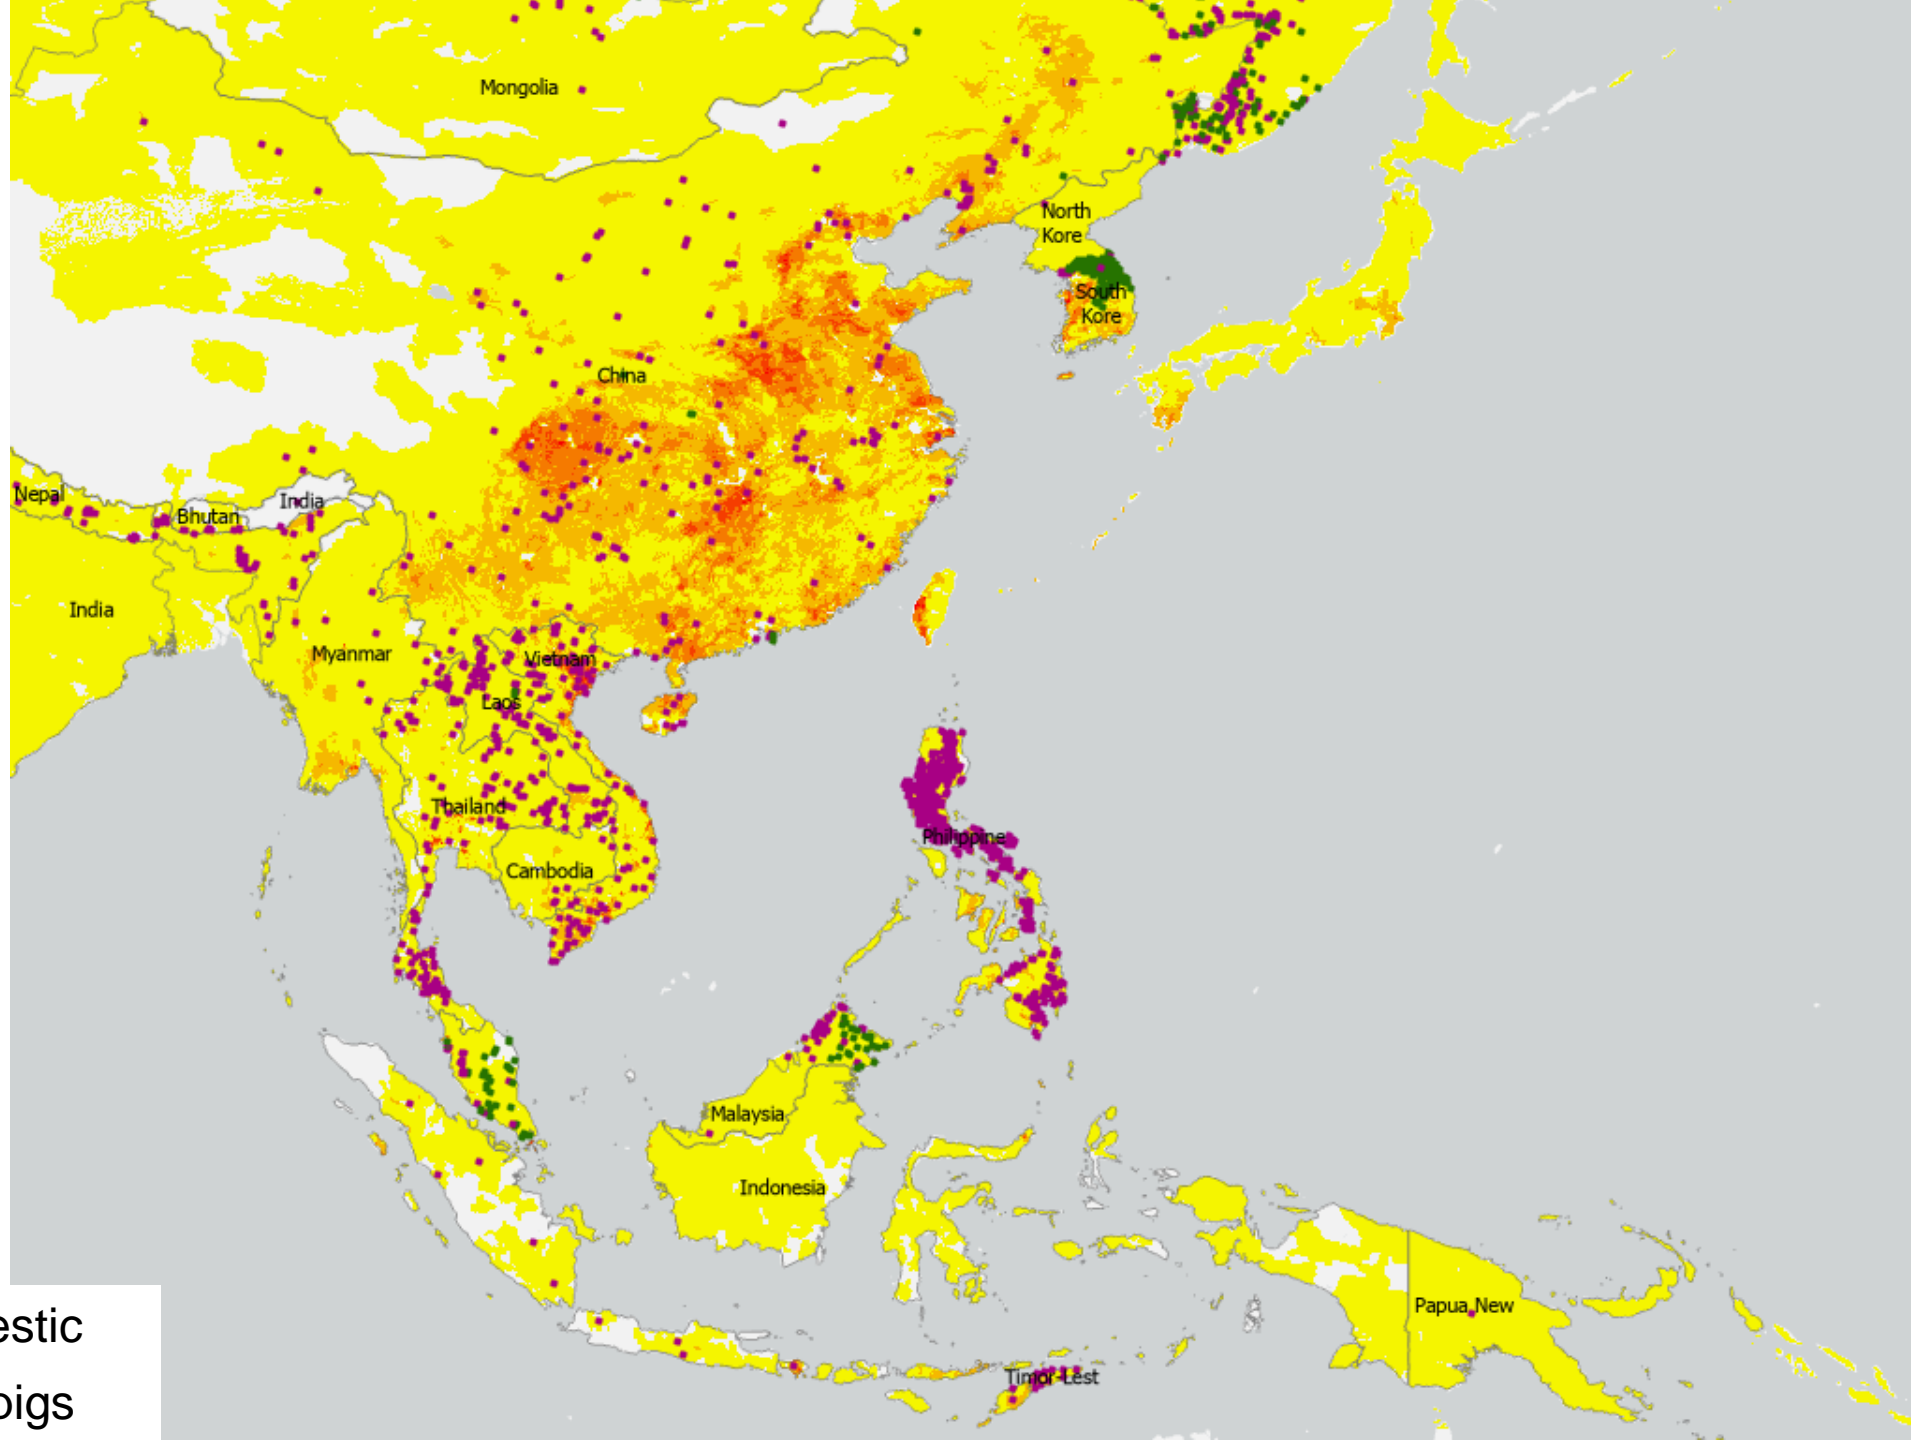 Mongolia
North
Kore
South
Kore
China
Nepal
Bhutan
India
India
Myanmar
Vietnam
Laos
Thailand
Philippine
Cambodia
Malaysia
Indonesia
Papua New
Timor-Lest
estic
pigs